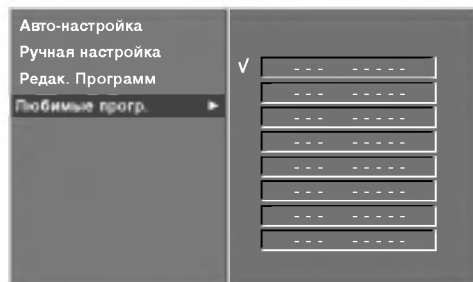 Авто-настройка
Ручная настройка
Редак. Программ
Любимые прогр. ►
√ - - -   - - - - -
- - -   - - - - -
- - -   - - - - -
- - -   - - - - -
- - -   - - - - -
- - -   - - - - -
- - -   - - - - -
- - -   - - - - -